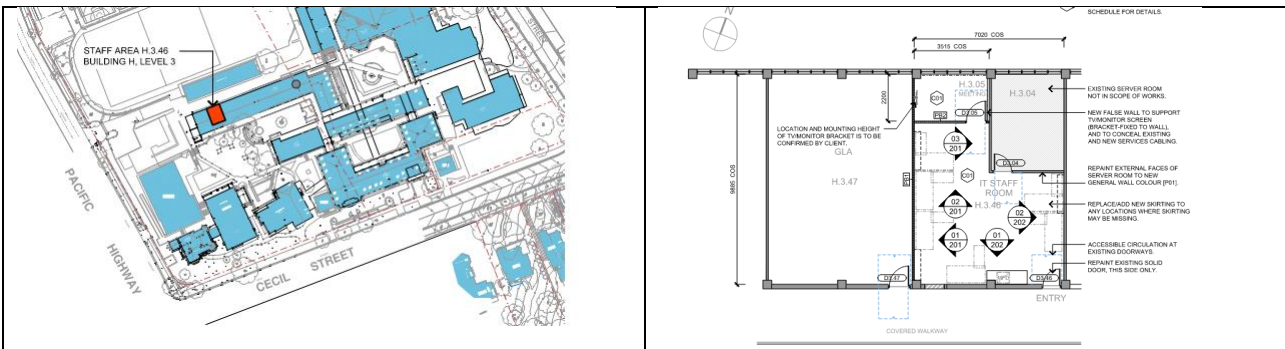 STAFF AREA H.3.46
BUILDING H, LEVEL 3
STREET
PACIFIC
HIGHWAY
CECIL STREET
N
SCHEDULE FOR DETAILS.
7020 COS
3515 COS
H.3.05
MEETING
H.3.04
EXISTING SERVER ROOM
NOT IN SCOPE OF WORKS.
2200
C01
PB2
D3.05
NEW FALSE WALL TO SUPPORT
TV/MONITOR SCREEN
(BRACKET-FIXED TO WALL),
AND TO CONCEAL EXISTING
AND NEW SERVICES CABLING.
LOCATION AND MOUNTING HEIGHT
OF TV/MONITOR BRACKET IS TO BE
CONFIRMED BY CLIENT.
GLA
H.3.47
9885 COS
03
201
D3.04
REPAINT EXTERNAL FACES OF
SERVER ROOM TO NEW
GENERAL WALL COLOUR [P01].
PB1
C01
IT STAFF
ROOM
H.3.46
02
201
02
202
REPLACE/ADD NEW SKIRTING TO
ANY LOCATIONS WHERE SKIRTING
MAY BE MISSING.
01
201
01
202
ACCESSIBLE CIRCULATION AT
EXISTING DOORWAYS.
REPAINT EXISTING SOLID
DOOR, THIS SIDE ONLY.
D3.47
D3.46
ENTRY
COVERED WALKWAY